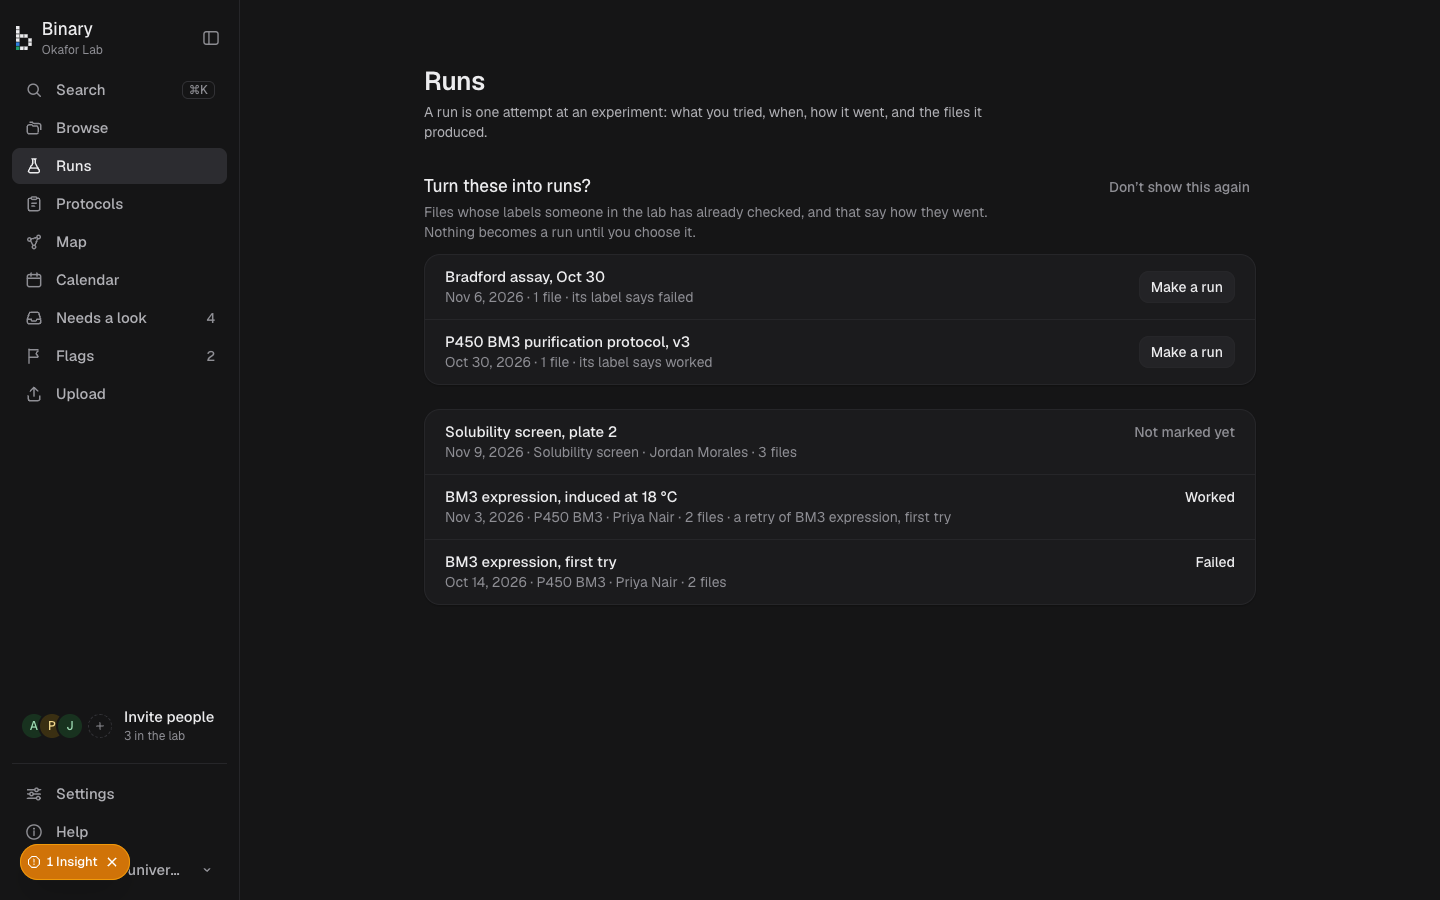 Binary
Okafor Lab
Search ⌘K
Browse
Runs
Protocols
Map
Calendar
Needs a look 4
Flags 2
Upload
A P J +
Invite people
3 in the lab
Settings
Help
1 Insight
univer...
Runs
A run is one attempt at an experiment: what you tried, when, how it went, and the files it
produced.
Turn these into runs?
Don't show this again
Files whose labels someone in the lab has already checked, and that say how they went.
Nothing becomes a run until you choose it.
Bradford assay, Oct 30
Nov 6, 2026 · 1 file · its label says failed
Make a run
P450 BM3 purification protocol, v3
Oct 30, 2026 · 1 file · its label says worked
Make a run
Solubility screen, plate 2
Not marked yet
Nov 9, 2026 · Solubility screen · Jordan Morales · 3 files
BM3 expression, induced at 18 °C
Worked
Nov 3, 2026 · P450 BM3 · Priya Nair · 2 files · a retry of BM3 expression, first try
BM3 expression, first try
Failed
Oct 14, 2026 · P450 BM3 · Priya Nair · 2 files